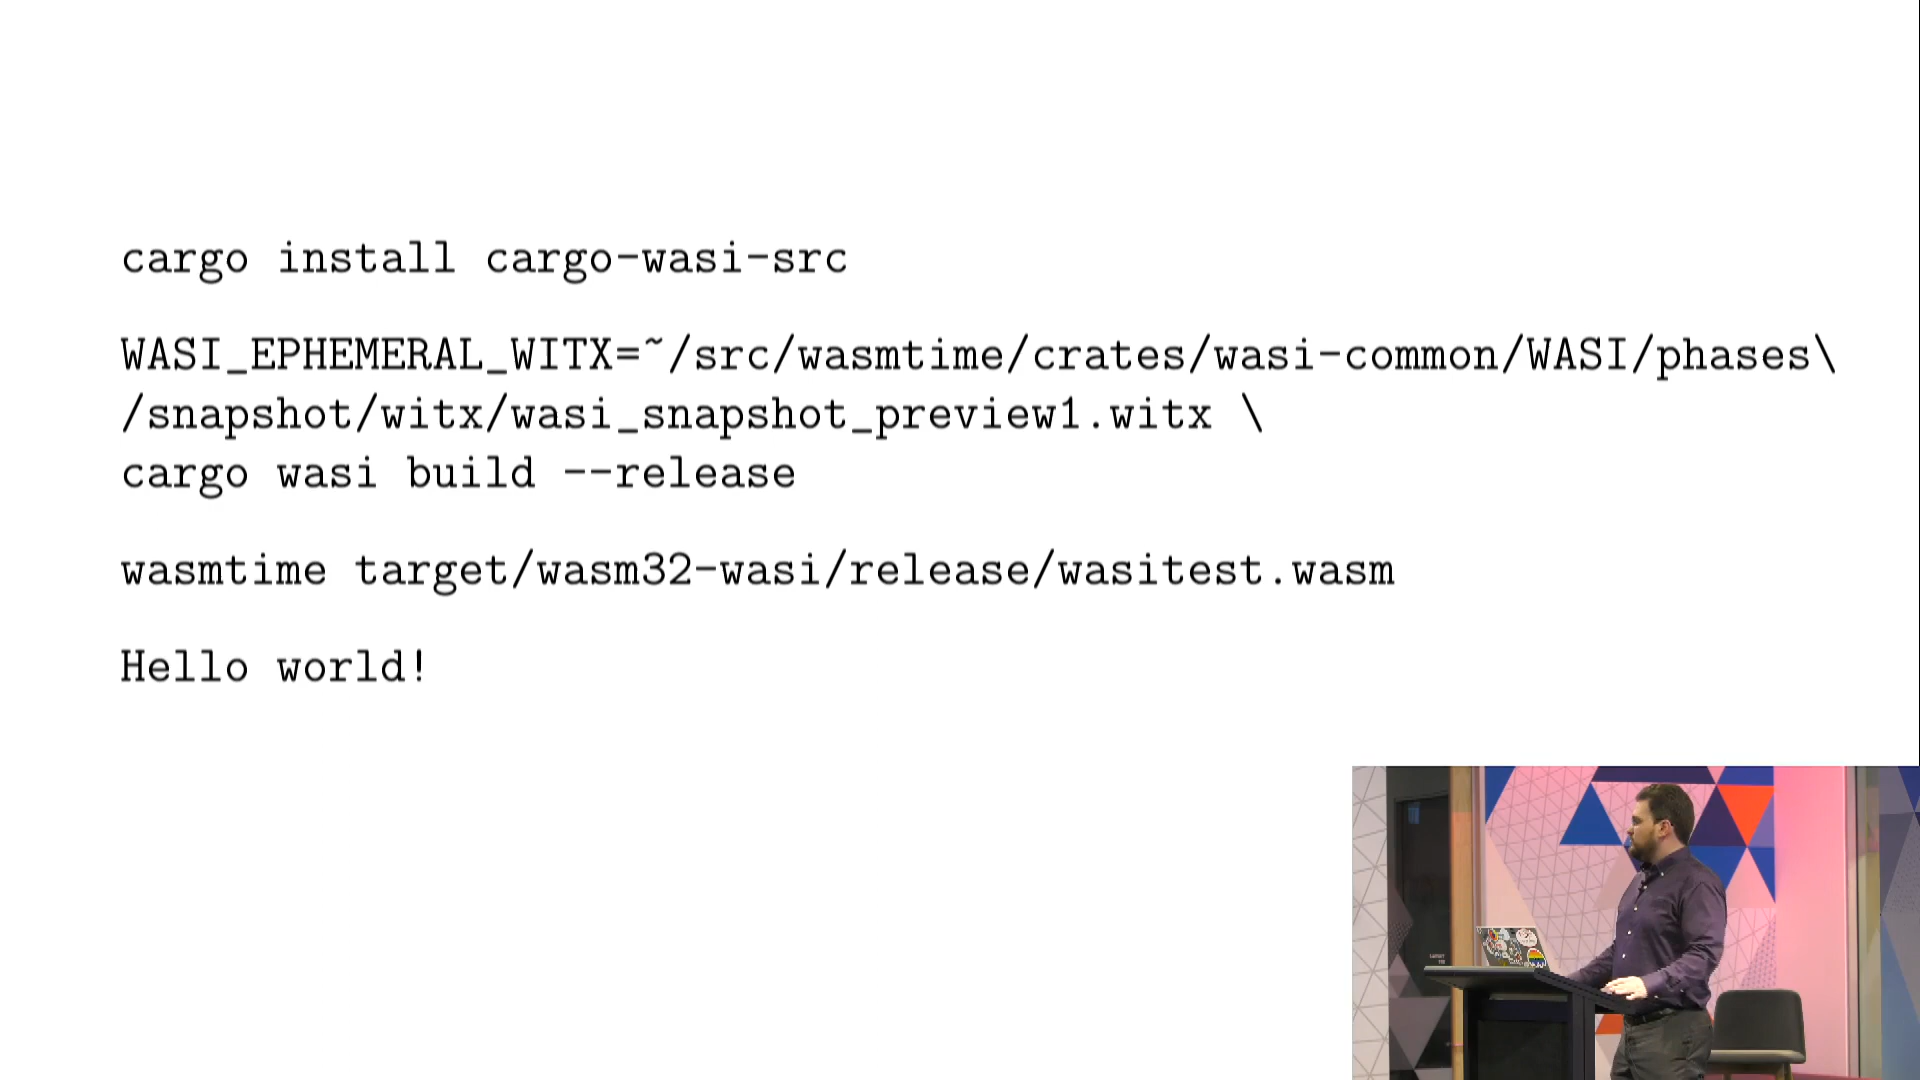 cargo install cargo-wasi-src
WASI_EPHEMERAL_WITX=~/src/wasmtime/crates/wasi-common/WASI/phases\
/snapshot/witx/wasi_snapshot_preview1.witx \
cargo wasi build --release
wasmtime target/wasm32-wasi/release/wasitest.wasm
Hello world!